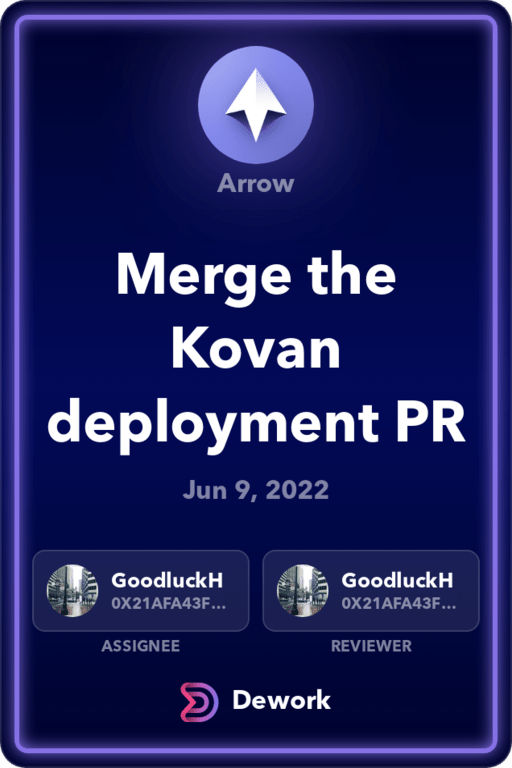 Arrow
Merge the
Kovan
deployment PR
Jun 9, 2022
GoodluckH
0X21AFA43F...
ASSIGNEE
GoodluckH
0X21AFA43F...
REVIEWER
Dework